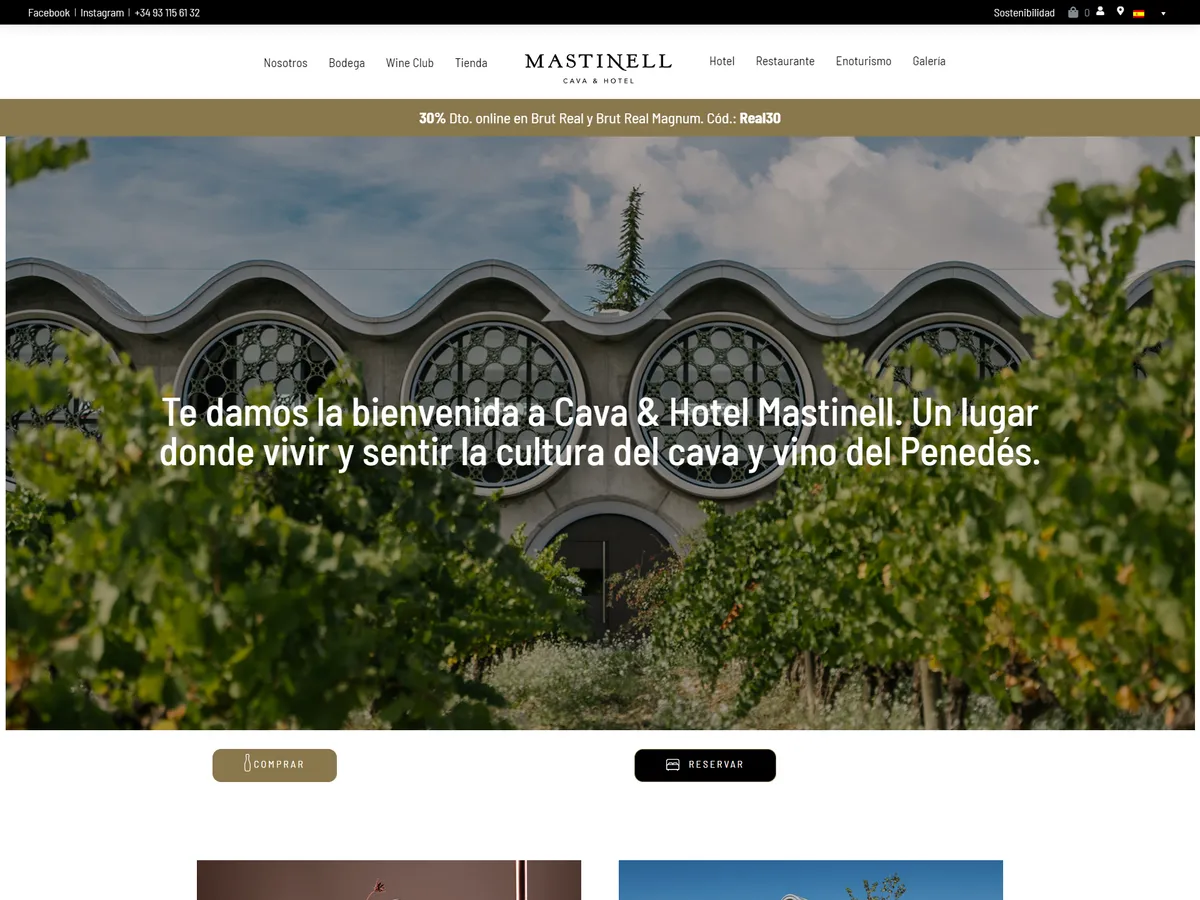 Facebook | Instagram | +34 93 115 61 32
Sostenibilidad 0
Nosotros Bodega Wine Club Tienda
MASTINELL
CAVA & HOTEL
Hotel Restaurante Enoturismo Galería
30% Dto. online en Brut Real y Brut Real Magnum. Cód.: Real30
Te damos la bienvenida a Cava & Hotel Mastinell. Un lugar
donde vivir y sentir la cultura del cava y vino del Penedés.
COMPRAR
RESERVAR